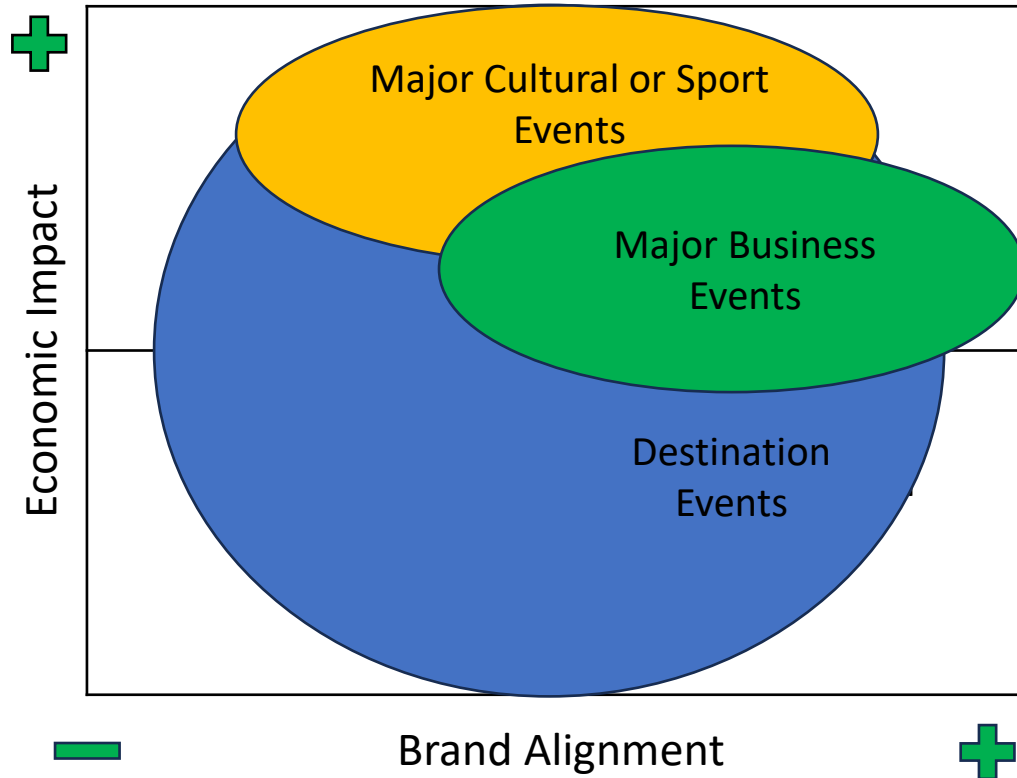 Major Cultural or Sport
Events
Major Business
Events
Economic Impact
Destination
Events
Brand Alignment